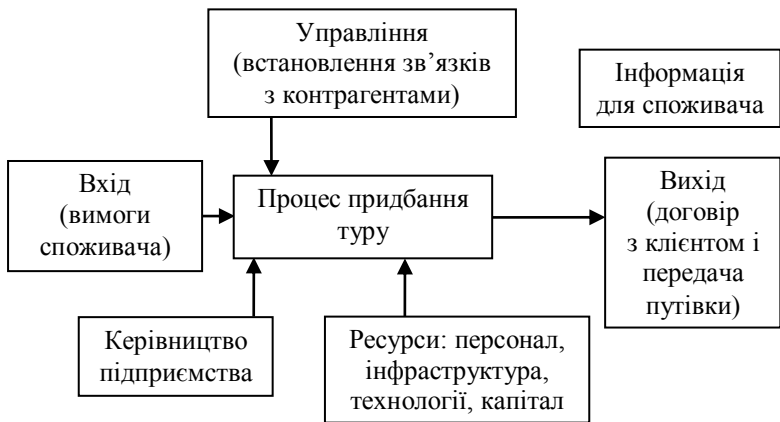 Управління
(встановлення зв’язків
з контрагентами)
Інформація
для споживача
Вхід
(вимоги
споживача)
Процес придбання
туру
Вихід
(договір
з клієнтом і
передача
путівки)
Керівництво
підприємства
Ресурси: персонал,
інфраструктура,
технології, капітал